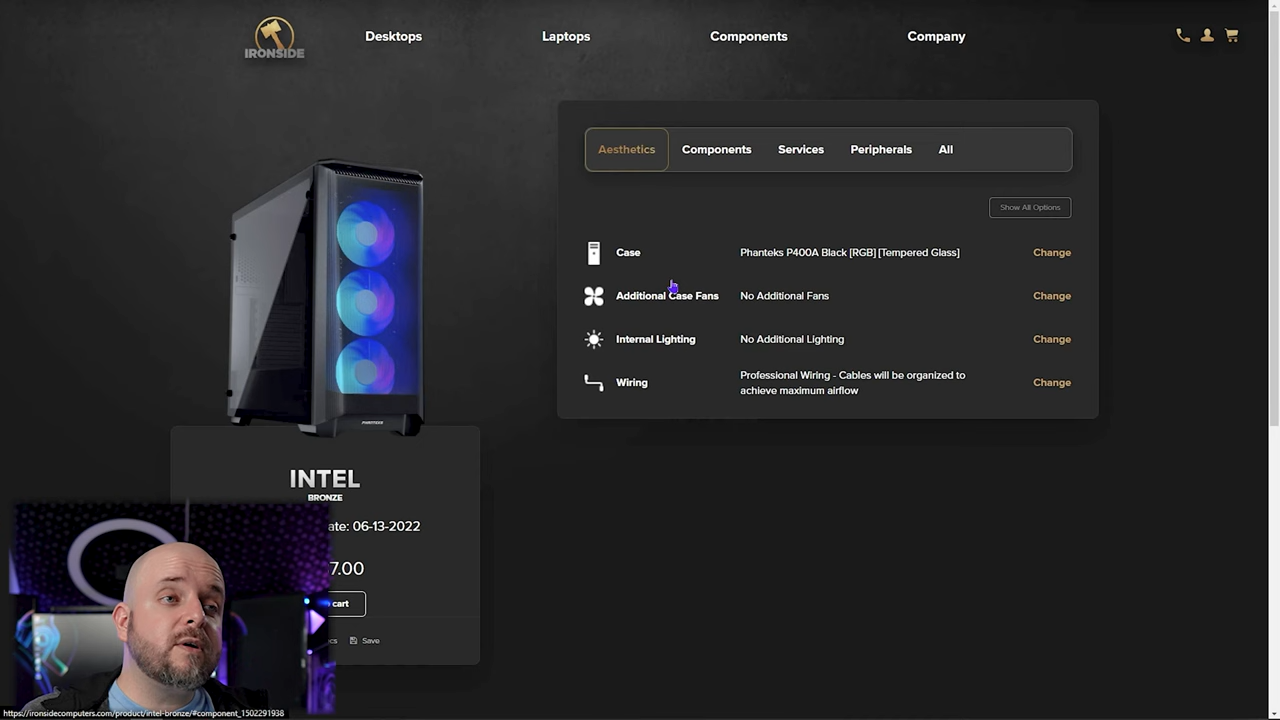 IRONSIDE
Desktops
Laptops
Components
Company
Aesthetics
Components
Services
Peripherals
All
Show All Options
Case
Phanteks P400A Black [RGB] [Tempered Glass]
Change
Additional Case Fans
No Additional Fans
Change
Internal Lighting
No Additional Lighting
Change
Wiring
Professional Wiring - Cables will be organized to
achieve maximum airflow
Change
PHANTEKS
INTEL
BRONZE
ate: 06-13-2022
7.00
cart
cs
Save
https://ironsidecomputers.com/product/intel-bronze/#component_1502291938